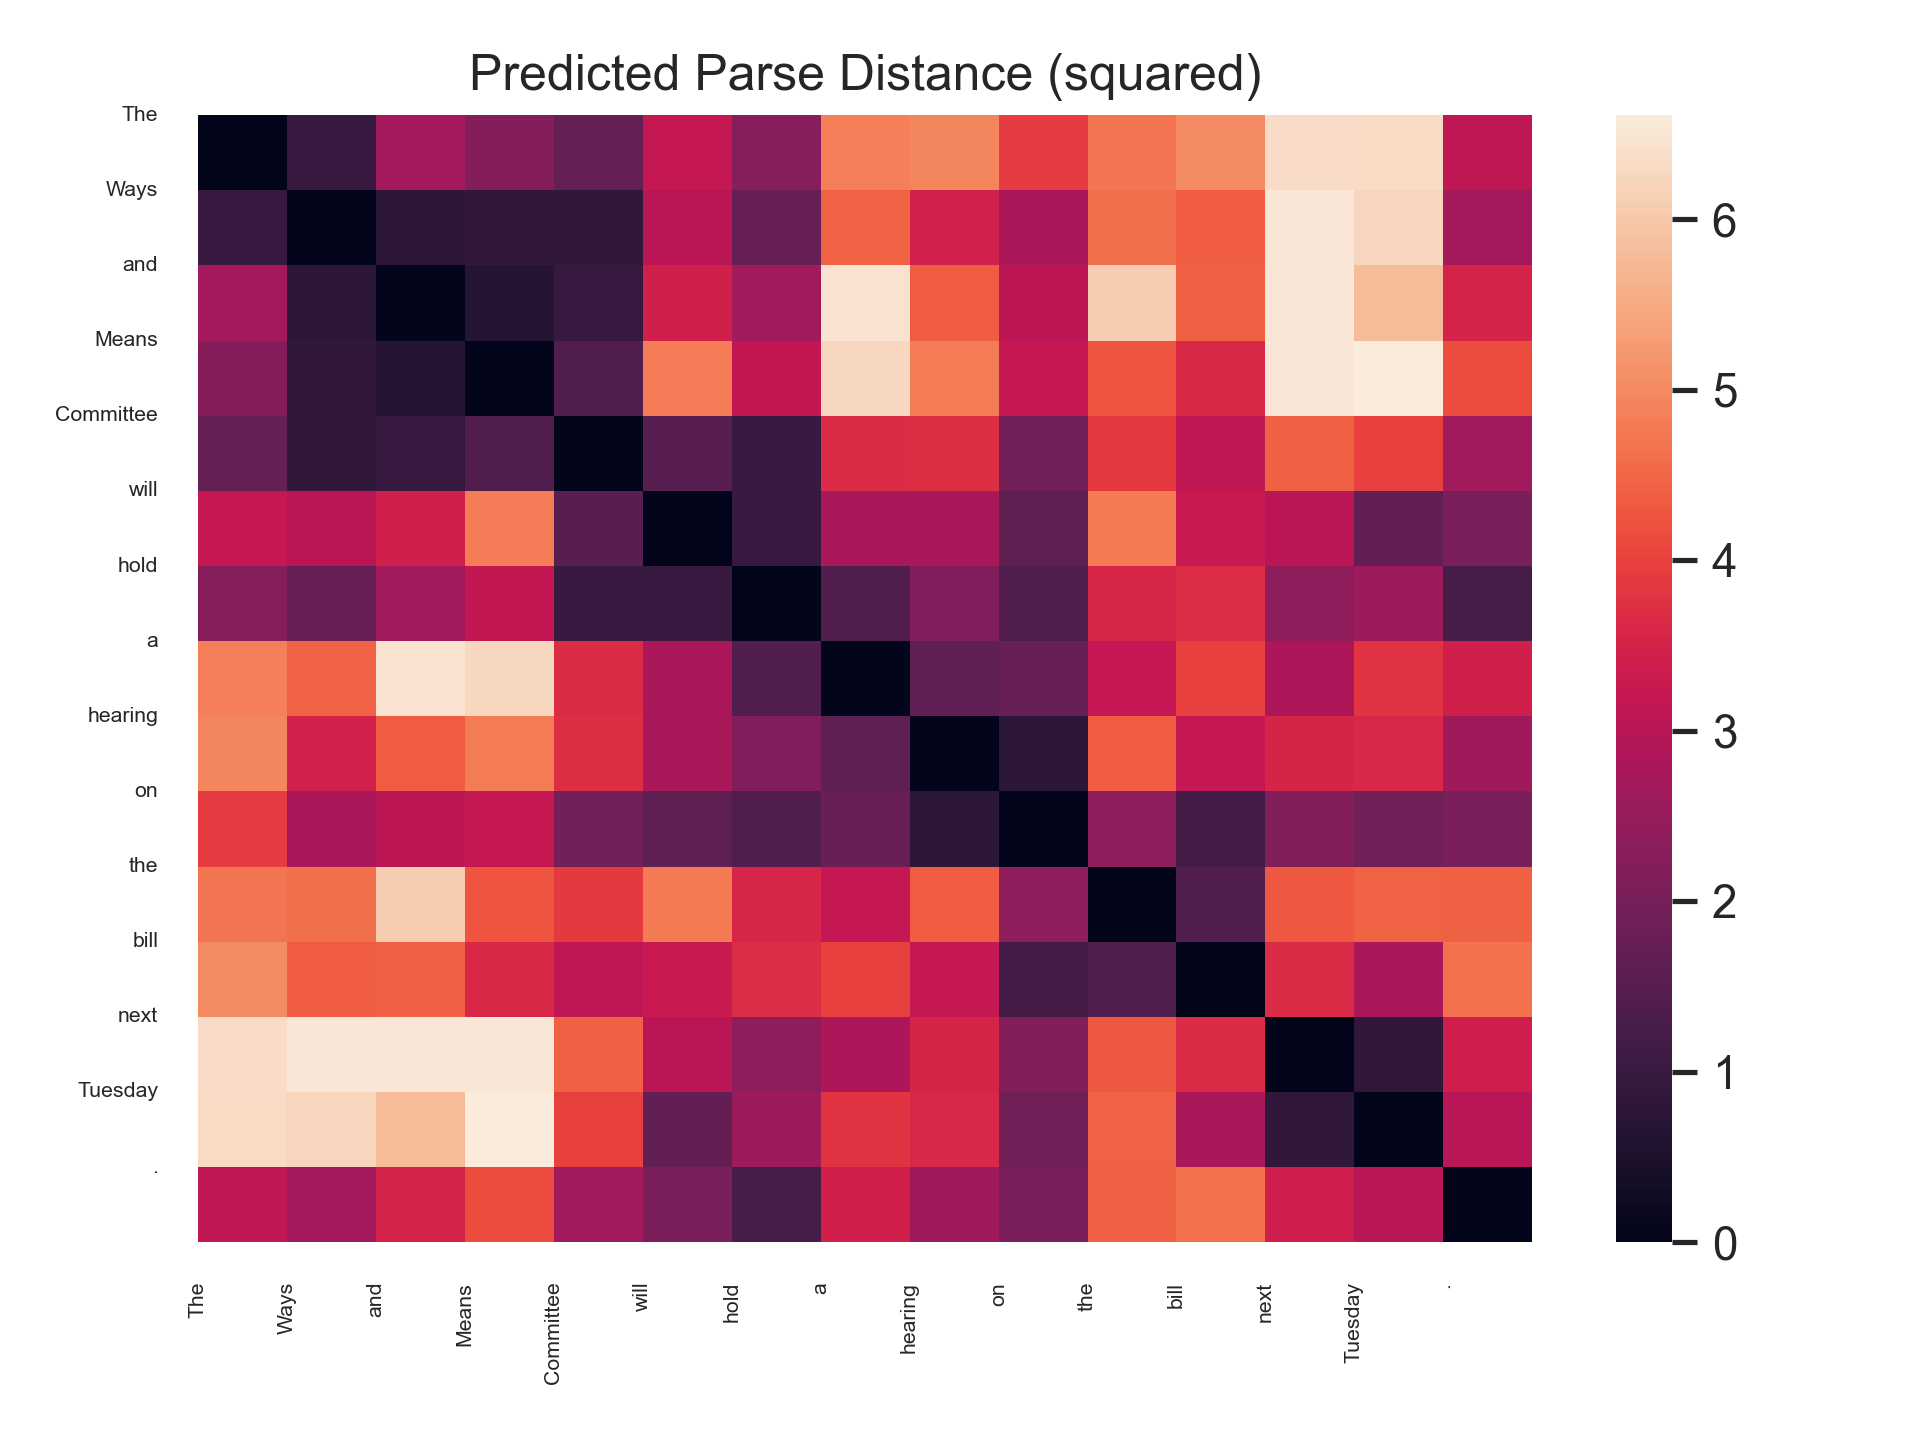 Predicted Parse Distance (squared)
The
Ways
and
Means
Committee
will
hold
a
hearing
on
the
bill
next
Tuesday
.
6
5
4
3
2
1
0
The
Ways
and
Means
Committee
will
hold
a
hearing
on
the
bill
next
Tuesday
.